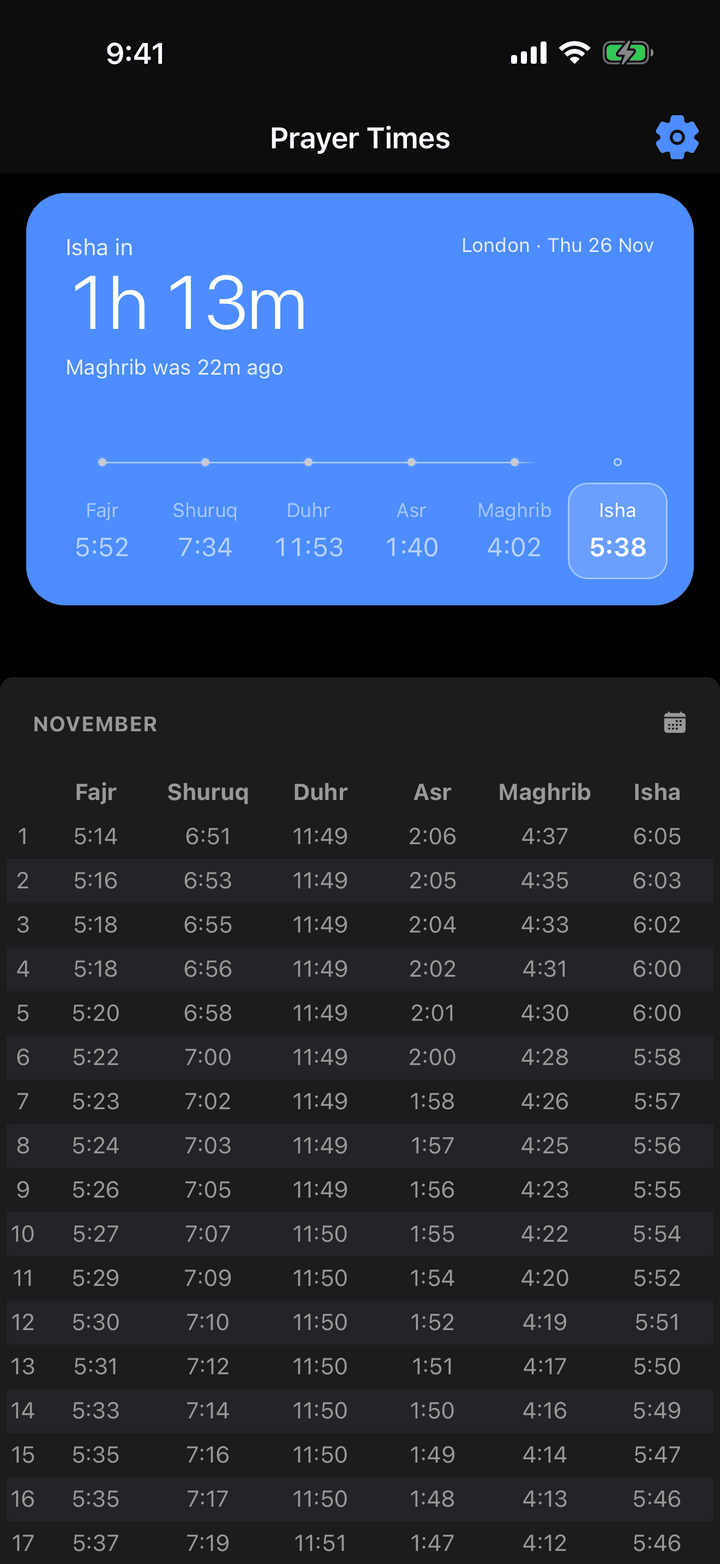 9:41
Prayer Times
Isha in
London · Thu 26 Nov
1h 13m
Maghrib was 22m ago
Fajr Shuruq Duhr Asr Maghrib Isha
5:52 7:34 11:53 1:40 4:02 5:38
NOVEMBER
Fajr Shuruq Duhr Asr Maghrib Isha
1 5:14 6:51 11:49 2:06 4:37 6:05
2 5:16 6:53 11:49 2:05 4:35 6:03
3 5:18 6:55 11:49 2:04 4:33 6:02
4 5:18 6:56 11:49 2:02 4:31 6:00
5 5:20 6:58 11:49 2:01 4:30 6:00
6 5:22 7:00 11:49 2:00 4:28 5:58
7 5:23 7:02 11:49 1:58 4:26 5:57
8 5:24 7:03 11:49 1:57 4:25 5:56
9 5:26 7:05 11:49 1:56 4:23 5:55
10 5:27 7:07 11:50 1:55 4:22 5:54
11 5:29 7:09 11:50 1:54 4:20 5:52
12 5:30 7:10 11:50 1:52 4:19 5:51
13 5:31 7:12 11:50 1:51 4:17 5:50
14 5:33 7:14 11:50 1:50 4:16 5:49
15 5:35 7:16 11:50 1:49 4:14 5:47
16 5:35 7:17 11:50 1:48 4:13 5:46
17 5:37 7:19 11:51 1:47 4:12 5:46